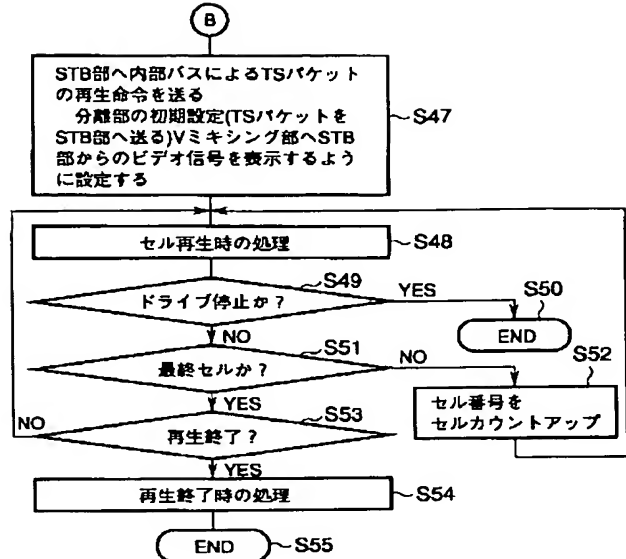 B
STB部へ内部バスによるTSパケット
の再生命令を送る
分離部の初期設定(TSパケットを
STB部へ送る)Vミキシング部へSTB
部からのビデオ信号を表示するよう
に設定する
S47
セル再生時の処理
S48
S49
ドライブ停止か？
YES
S50
END
NO
S51
最終セルか？
NO
S52
セル番号を
セルカウントアップ
YES
S53
再生終了？
NO
YES
再生終了時の処理
S54
END
S55